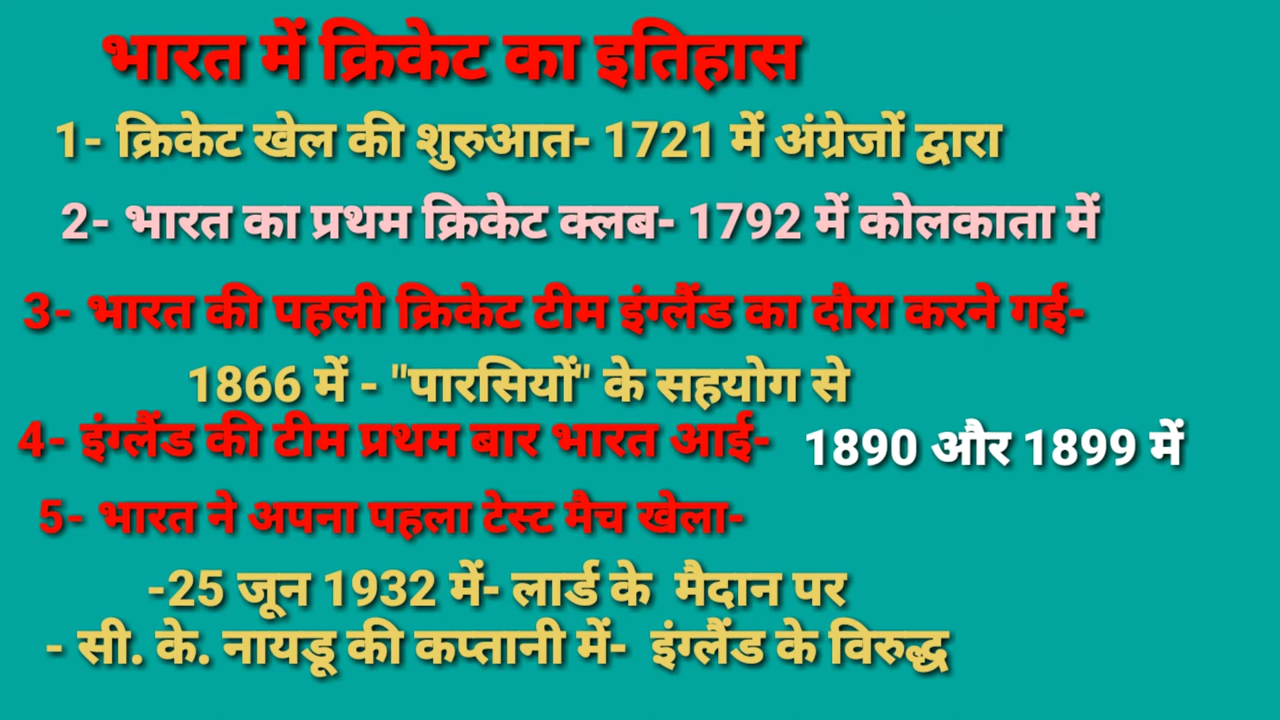 भारत में क्रिकेट का इतिहास
1- क्रिकेट खेल की शुरुआत- 1721 में अंग्रेजों द्वारा
2- भारत का प्रथम क्रिकेट क्लब- 1792 में कोलकाता में
3- भारत की पहली क्रिकेट टीम इंग्लैंड का दौरा करने गई-
1866 में - "पारसियों" के सहयोग से
4- इंग्लैंड की टीम प्रथम बार भारत आई- 1890 और 1899 में
5- भारत ने अपना पहला टेस्ट मैच खेला-
-25 जून 1932 में- लार्ड के मैदान पर
- सी. के. नायडू की कप्तानी में- इंग्लैंड के विरुद्ध